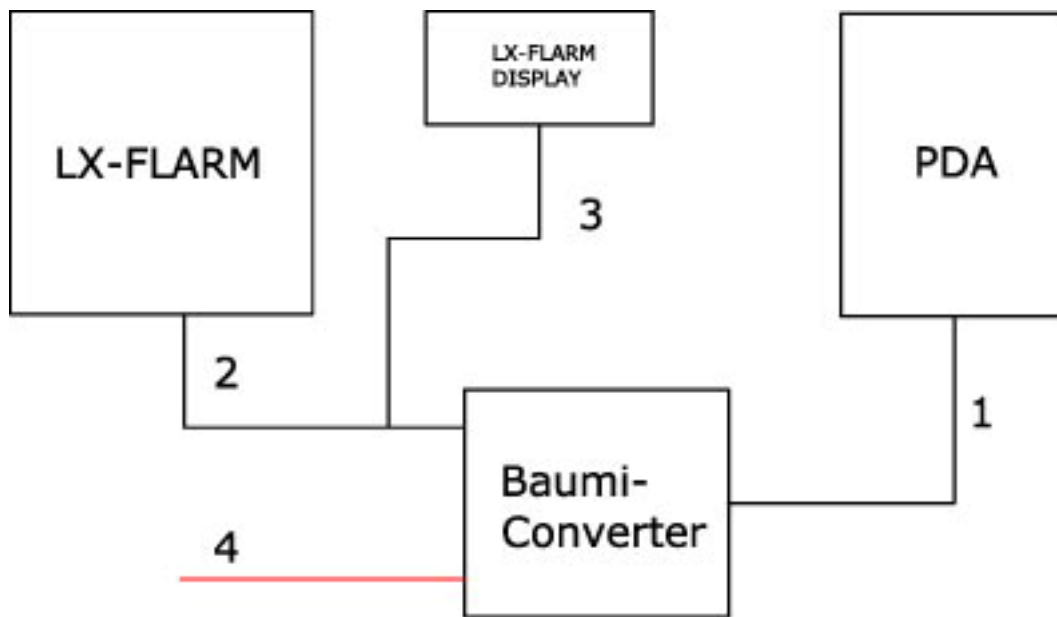 LX-FLARM
DISPLAY
LX-FLARM
PDA
3
2
1
Baumi-
Converter
4